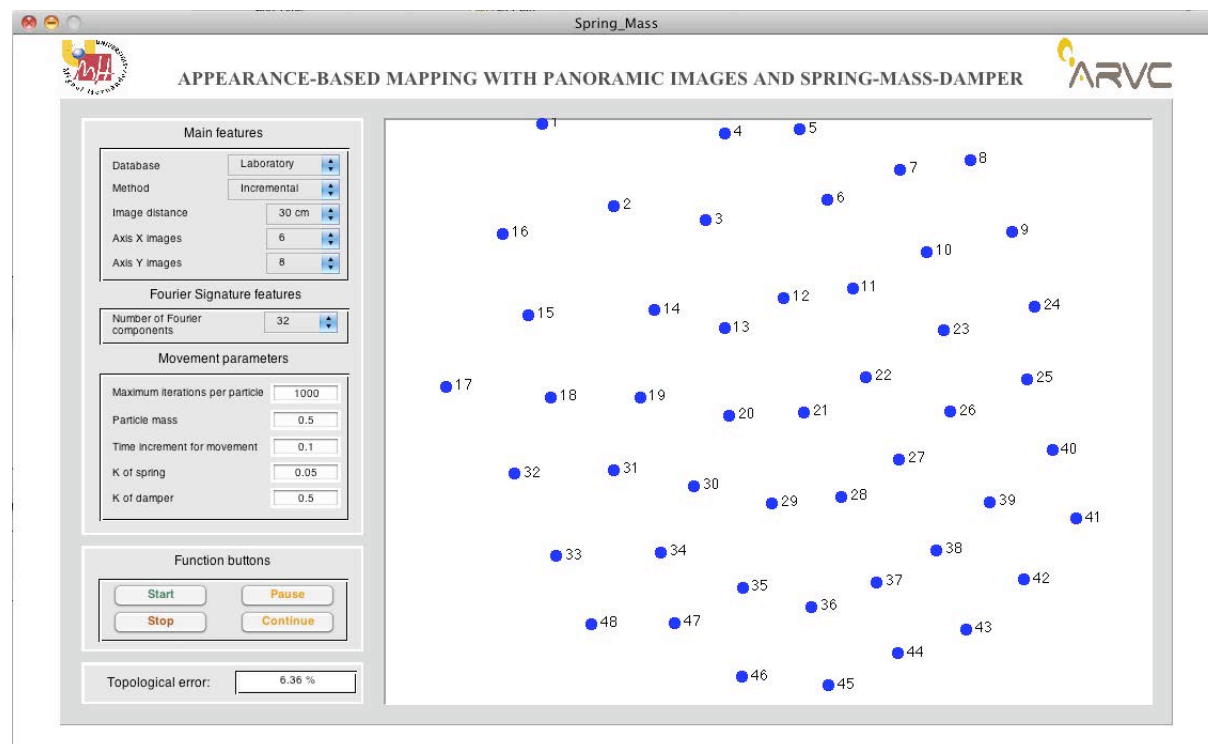 Spring_Mass
APPEARANCE-BASED MAPPING WITH PANORAMIC IMAGES AND SPRING-MASS-DAMPER
ARVC
Main features
Database Laboratory
Method Incremental
Image distance 30 cm
Axis X images 6
Axis Y images 8
Fourier Signature features
Number of Fourier
components
32
Movement parameters
Maximum iterations per particle 1000
Particle mass 0.5
Time increment for movement 0.1
K of spring 0.05
K of damper 0.5
Function buttons
Start Pause
Stop Continue
Topological error: 6.36 %
1
4
5
8
7
6
2
3
16
9
10
11
12
14
15
13
24
23
22
25
17
18
19
20
21
26
40
27
32
31
30
29
28
39
41
38
34
33
42
37
35
36
43
48
47
44
46
45